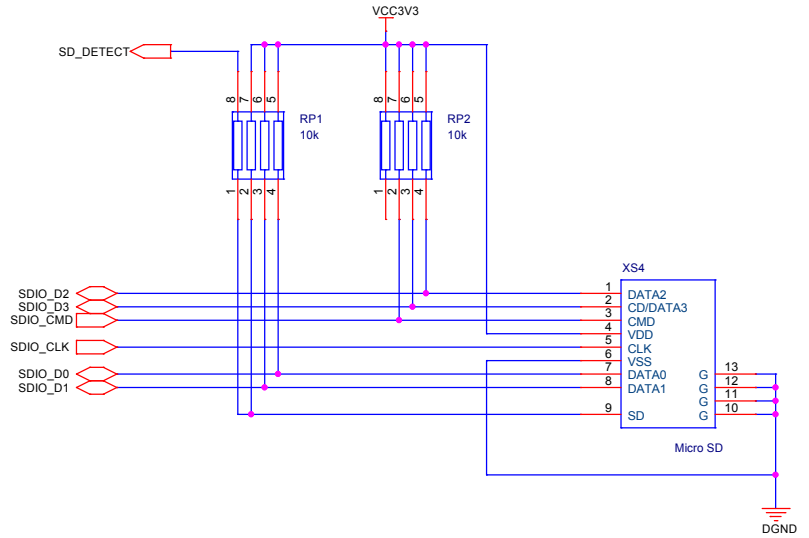 VCC3V3
SD_DETECT
8 7 6 5
RP1
10k
1 2 3 4
8 7 6 5
RP2
10k
1 2 3 4
XS4
SDIO_D2
SDIO_D3
SDIO_CMD
SDIO_CLK
SDIO_D0
SDIO_D1
1 DATA2
2 CD/DATA3
3 CMD
4 VDD
5 CLK
6 VSS
7 DATA0
8 DATA1
9 SD
G 13
G 12
G 11
G 10
Micro SD
DGND